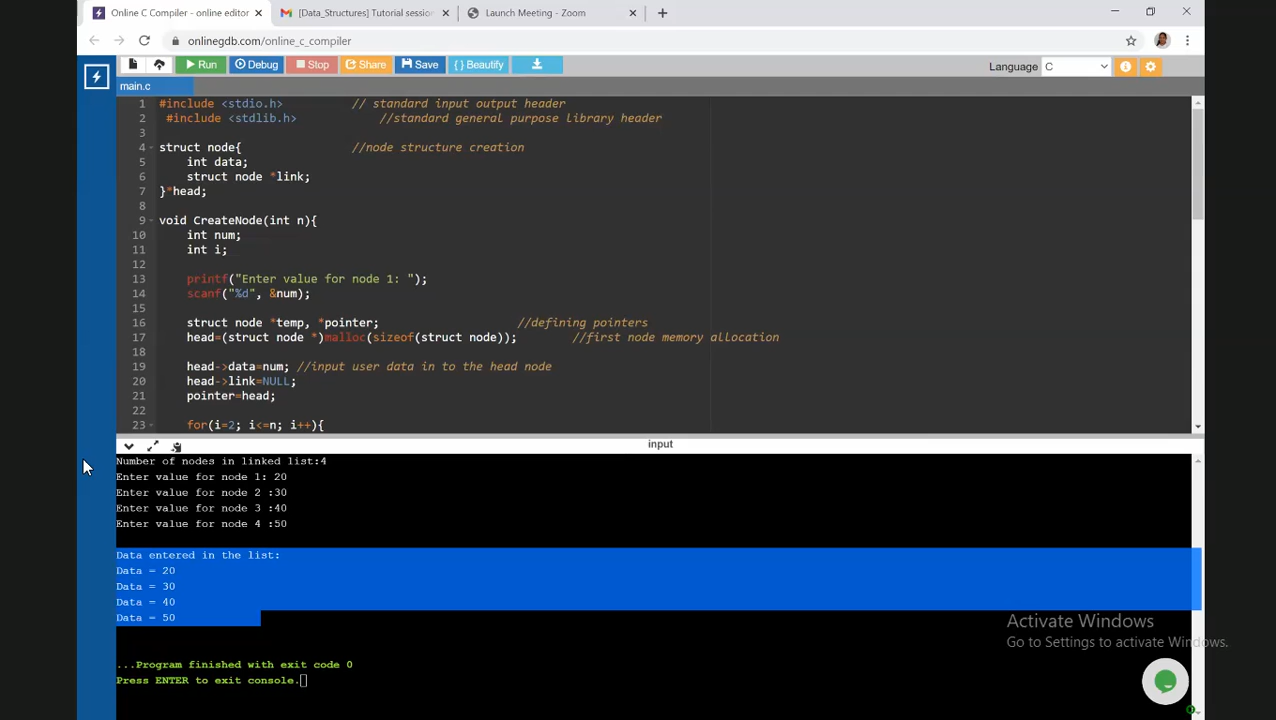 Online C Compiler - online editor
[Data_Structures] Tutorial session
Launch Meeting - Zoom
onlinegdb.com/online_c_compiler
Run Debug Stop Share Save { } Beautify
Language C
main.c
1 #include <stdio.h> // standard input output header
2 #include <stdlib.h> //standard general purpose library header
3
4 struct node{ //node structure creation
5 int data;
6 struct node *link;
7 }*head;
8
9 void CreateNode(int n){
10 int num;
11 int i;
12
13 printf("Enter value for node 1: ");
14 scanf("%d", &num);
15
16 struct node *temp, *pointer; //defining pointers
17 head=(struct node *)malloc(sizeof(struct node)); //first node memory allocation
18
19 head->data=num; //input user data in to the head node
20 head->link=NULL;
21 pointer=head;
22
23 for(i=2; i<=n; i++){
input
Number of nodes in linked list:4
Enter value for node 1: 20
Enter value for node 2 :30
Enter value for node 3 :40
Enter value for node 4 :50
Data entered in the list:
Data = 20
Data = 30
Data = 40
Data = 50
...Program finished with exit code 0
Press ENTER to exit console.
Activate Windows
Go to Settings to activate Windows.